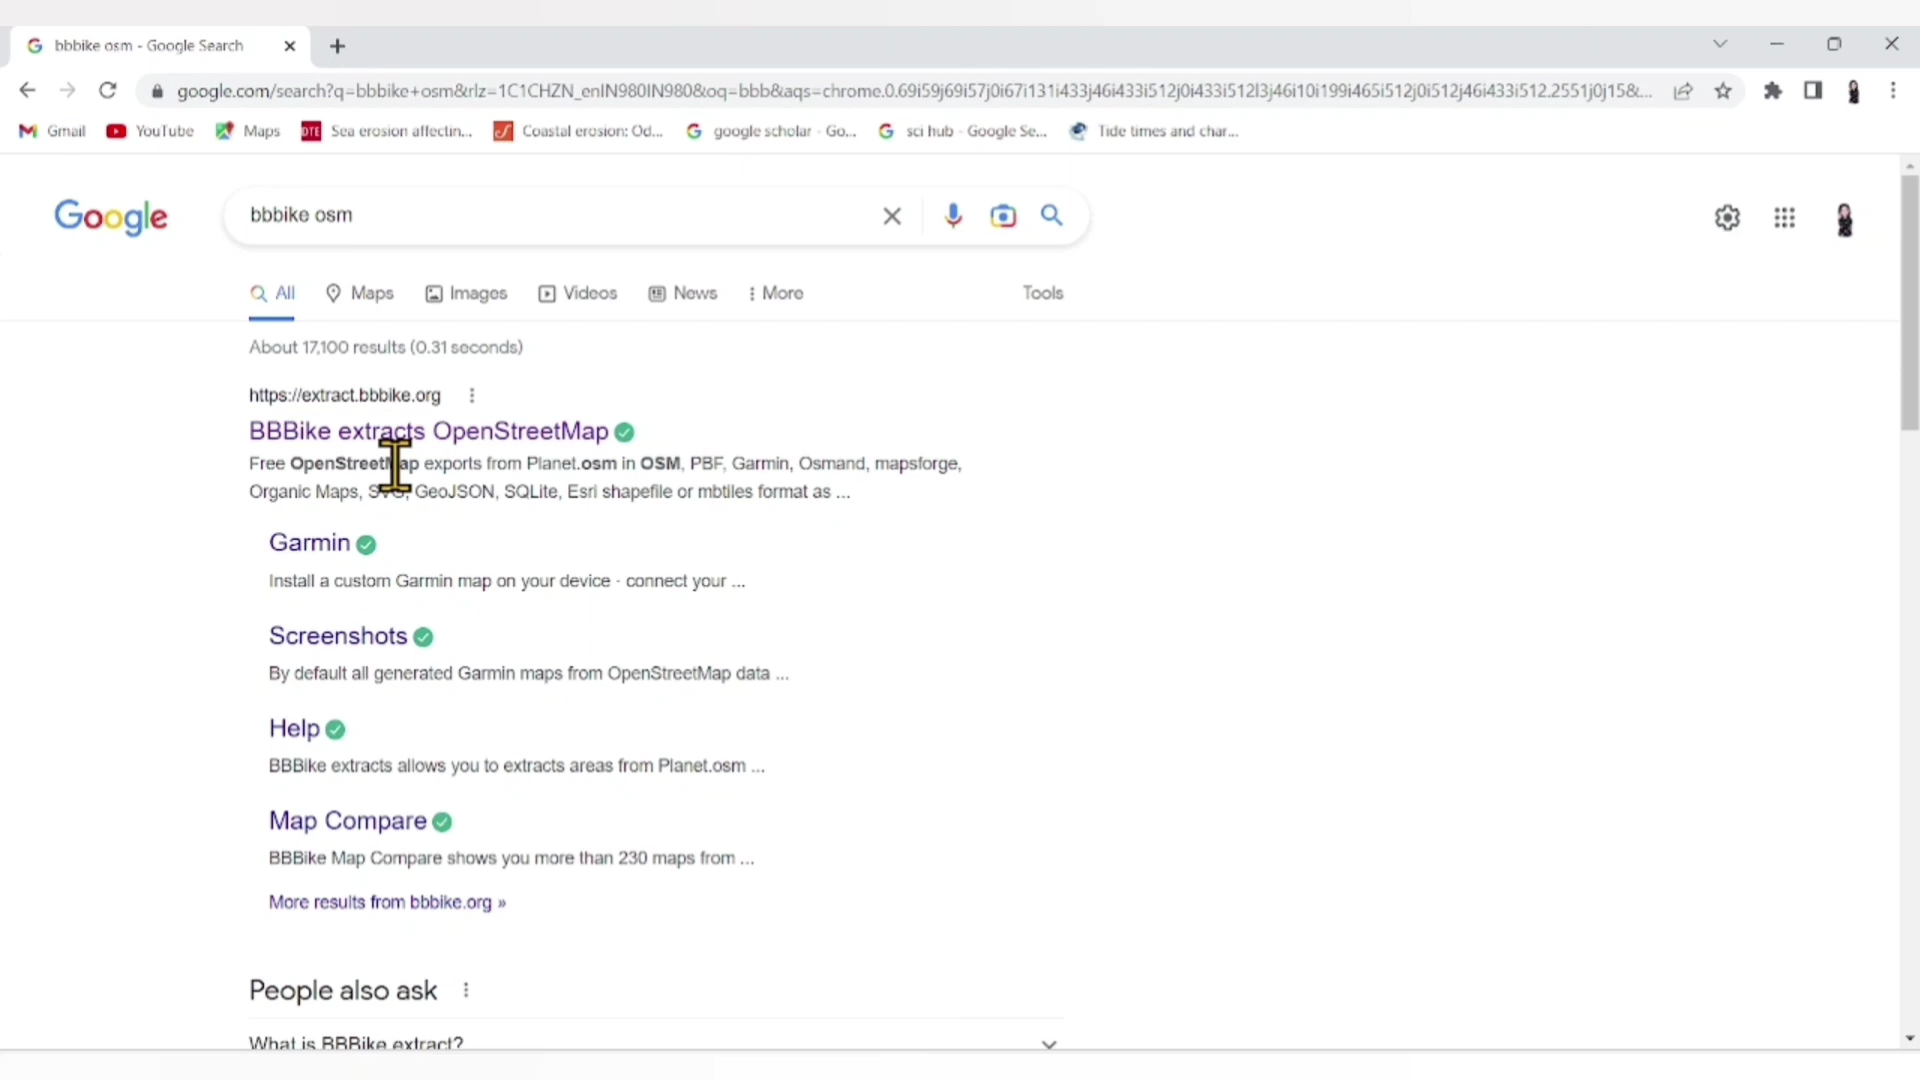 bbbike osm - Google Search
google.com/search?q=bbbike+osm&rlz=1C1CHZN_enIN980IN980&oq=bbb&aqs=chrome.0.69i59j69i57j0i67i131i433j46i433i512j0i433i512l3j46i10i199i465i512j0i512j46i433i512.2551j0j15&...
Gmail YouTube Maps DTE Sea erosion affectin... Coastal erosion: Od... google scholar - Go... sci hub - Google Se... Tide times and char...
Google bbbike osm
All Maps Images Videos News More Tools
About 17,100 results (0.31 seconds)
https://extract.bbbike.org
BBBike extracts OpenStreetMap
Free OpenStreetMap exports from Planet.osm in OSM, PBF, Garmin, Osmand, mapsforge,
Organic Maps, SVG, GeoJSON, SQLite, Esri shapefile or mbtiles format as ...
Garmin
Install a custom Garmin map on your device - connect your ...
Screenshots
By default all generated Garmin maps from OpenStreetMap data ...
Help
BBBike extracts allows you to extracts areas from Planet.osm ...
Map Compare
BBBike Map Compare shows you more than 230 maps from ...
More results from bbbike.org »
People also ask
What is BBBike extract?